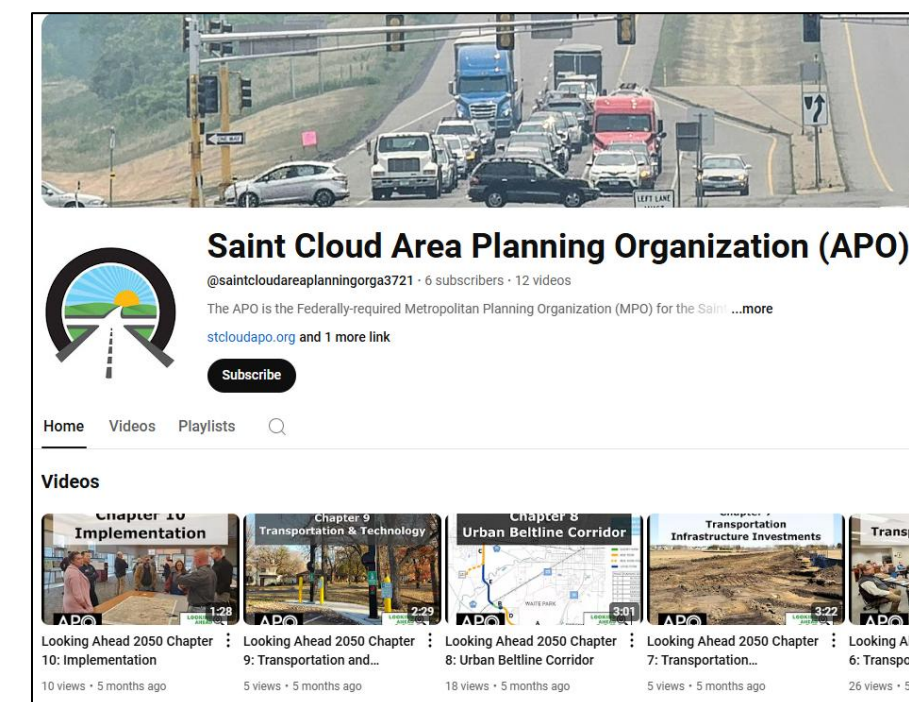 ONE WAY
LEFT LANE
Saint Cloud Area Planning Organization (APO)
@saintcloudareaplanningorga3721 · 6 subscribers · 12 videos
The APO is the Federally-required Metropolitan Planning Organization (MPO) for the Saint ...more
stcloudapo.org and 1 more link
Subscribe
Home Videos Playlists
Videos
Chapter 10
Implementation
1:28
APO
Chapter 9
Transportation & Technology
2:29
APO
Chapter 8
Urban Beltline Corridor
WAITE PARK
3:01
APO
Chapter 7
Transportation
Infrastructure Investments
3:22
APO
APO
Looking Ahead 2050 Chapter
10: Implementation
10 views • 5 months ago
Looking Ahead 2050 Chapter
9: Transportation and...
5 views • 5 months ago
Looking Ahead 2050 Chapter
8: Urban Beltline Corridor
18 views • 5 months ago
Looking Ahead 2050 Chapter
7: Transportation...
5 views • 5 months ago
Looking A
6: Transpo
26 views • 5